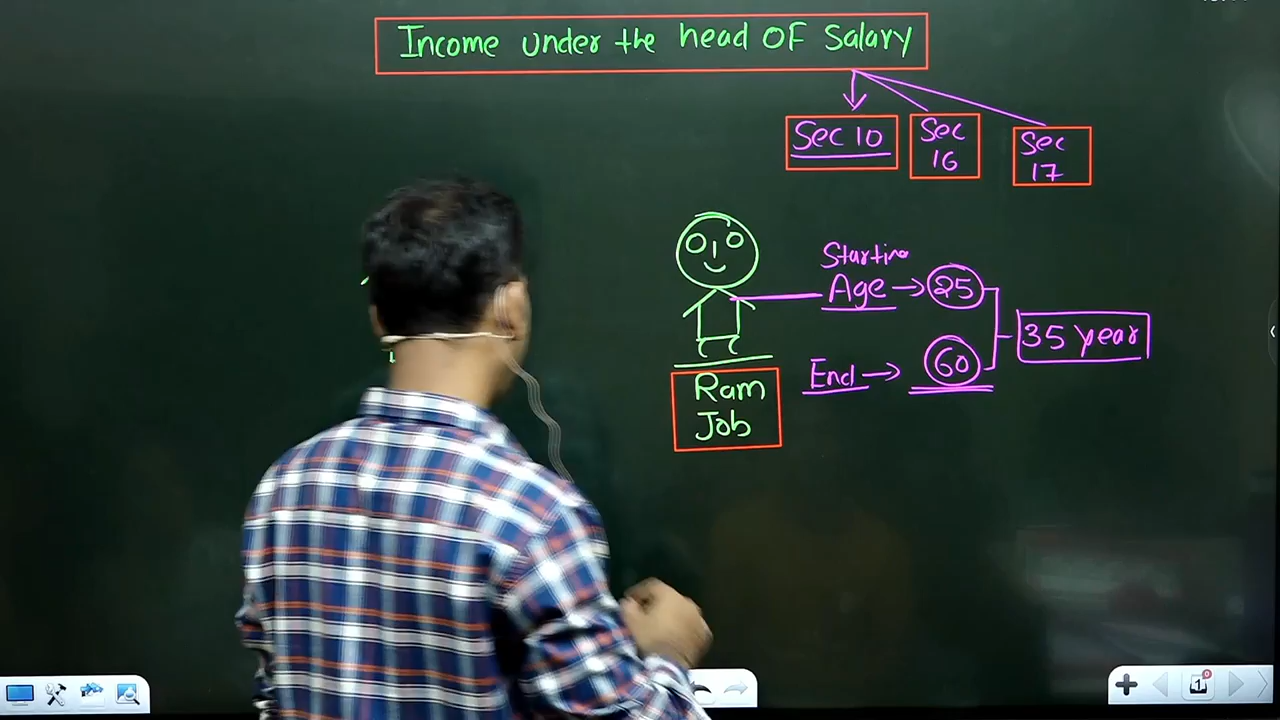 Income under the head OF Salary
Sec 10
Sec
16
Sec
17
Starting
Age → 25
35 year
End → 60
Ram
Job
1